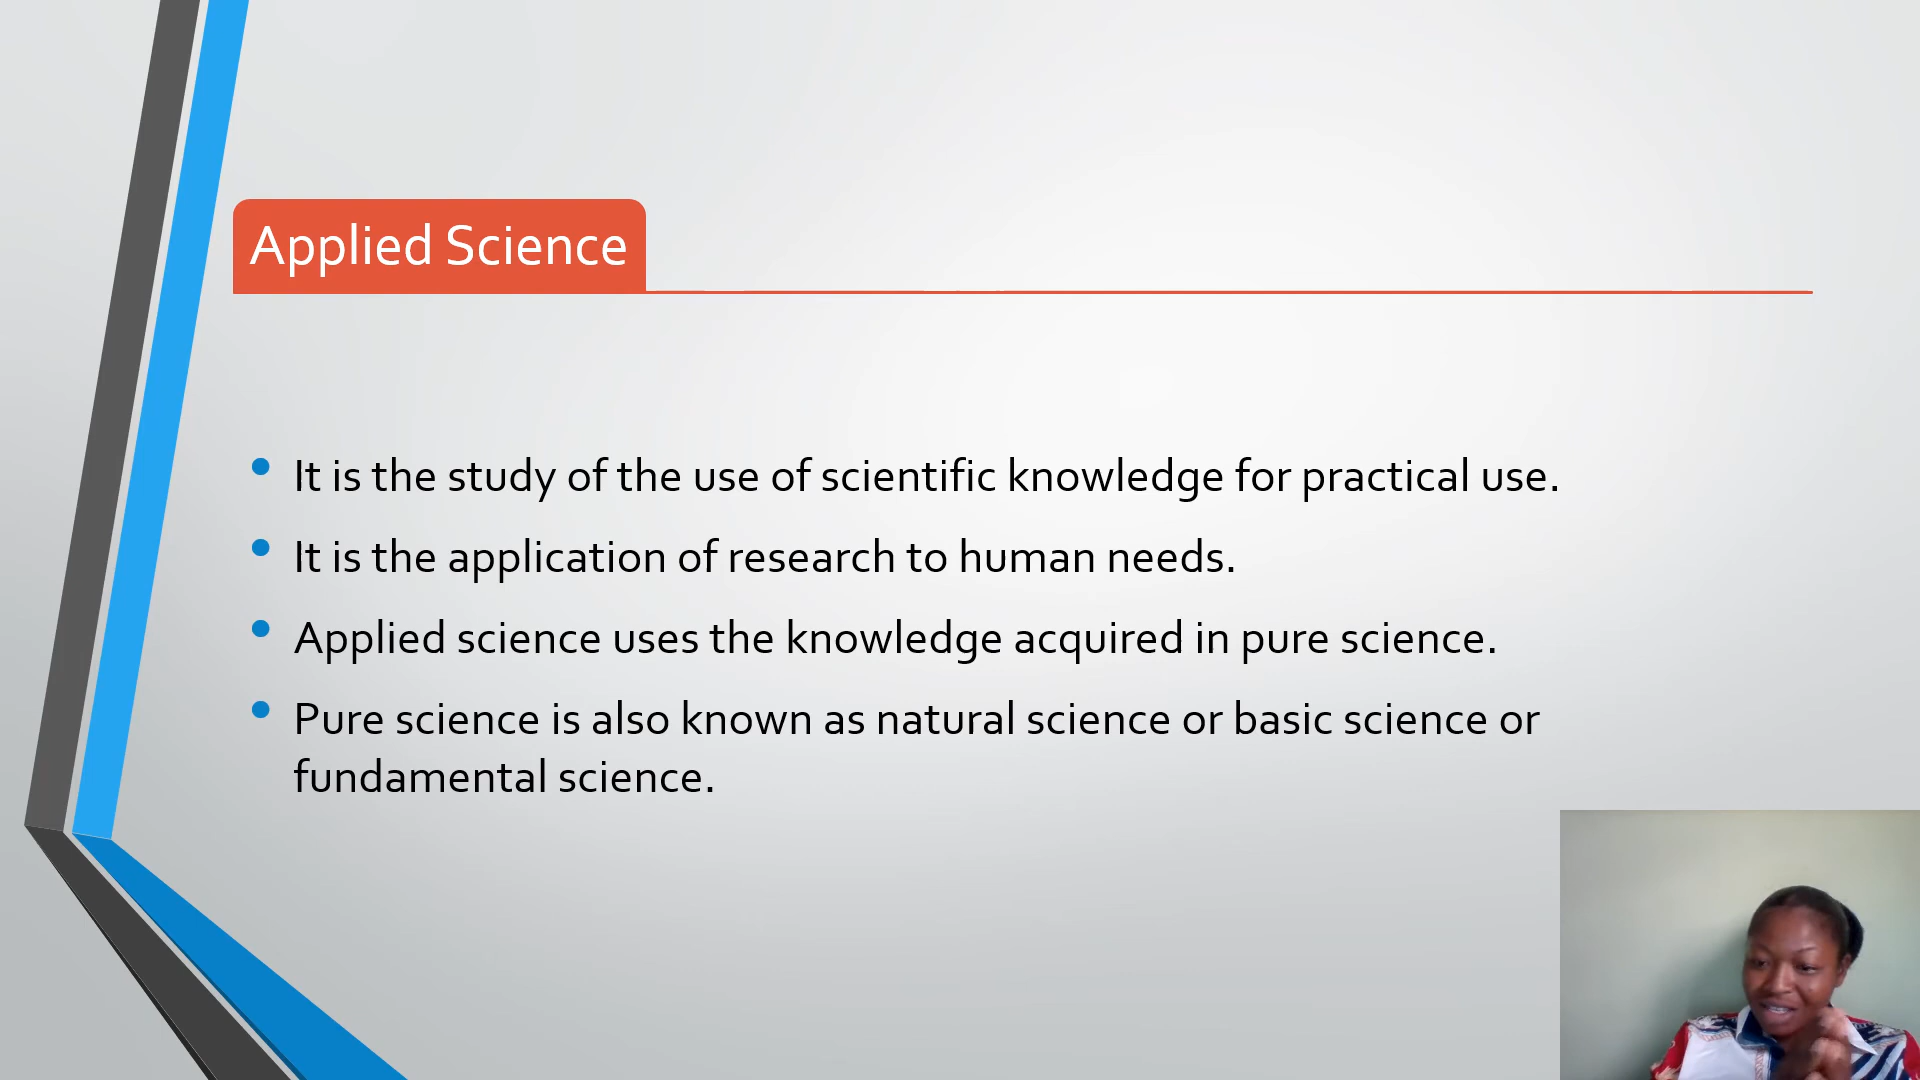 Applied Science
It is the study of the use of scientific knowledge for practical use.
It is the application of research to human needs.
Applied science uses the knowledge acquired in pure science.
Pure science is also known as natural science or basic science or
fundamental science.